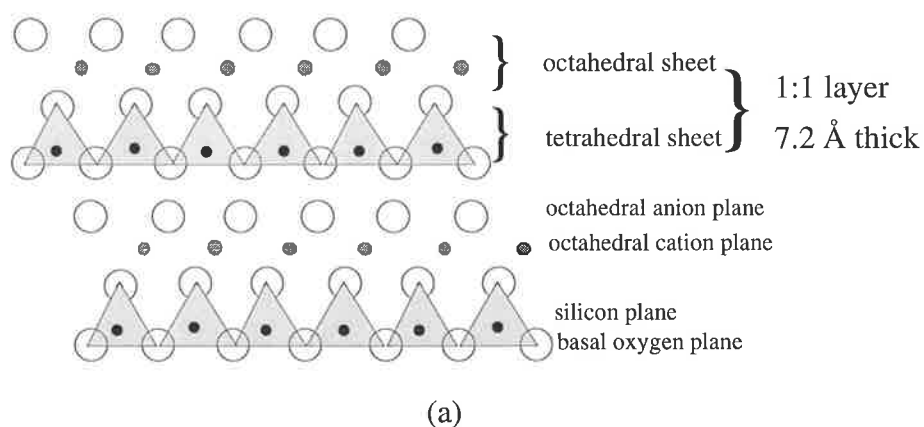 octahedral sheet
1:1 layer
tetrahedral sheet
7.2 Å thick
octahedral anion plane
octahedral cation plane
silicon plane
basal oxygen plane
(a)